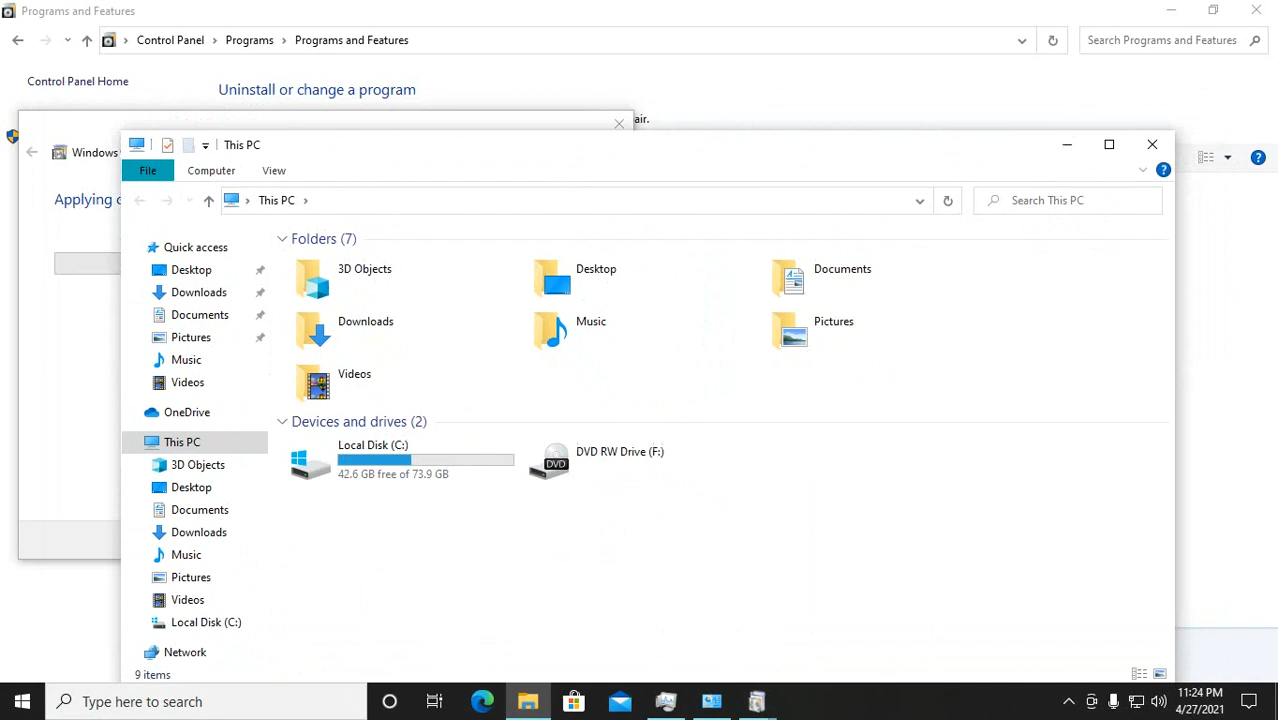 Programs and Features
Control Panel
Programs
Programs and Features
Search Programs and Features
Control Panel Home
Uninstall or change a program
air.
Windows
Applying
This PC
File
Computer
View
This PC
Search This PC
Quick access
Desktop
Downloads
Documents
Pictures
Music
Videos
OneDrive
This PC
3D Objects
Desktop
Documents
Downloads
Music
Pictures
Videos
Local Disk (C:)
Network
Folders (7)
3D Objects
Desktop
Documents
Downloads
Music
Pictures
Videos
Devices and drives (2)
Local Disk (C:)
42.6 GB free of 73.9 GB
DVD
DVD RW Drive (F:)
9 items
Type here to search
11:24 PM
4/27/2021